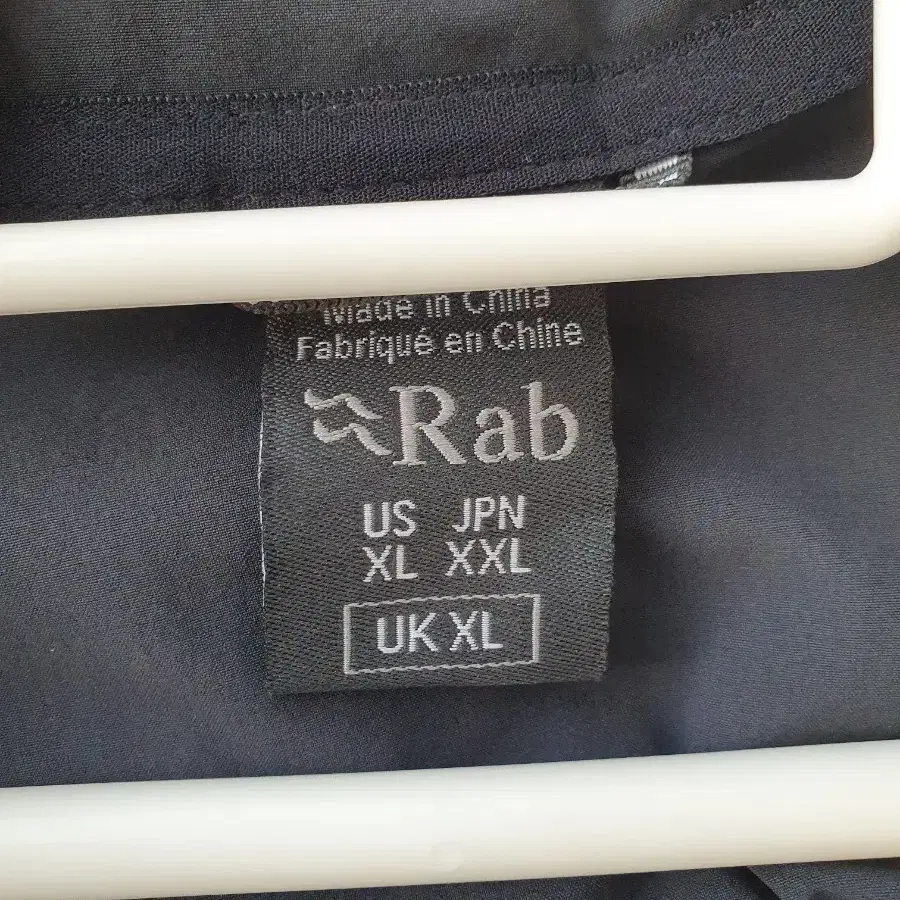 Made in China
Fabriqué en Chine
Rab
US JPN
XL XXL
UK XL